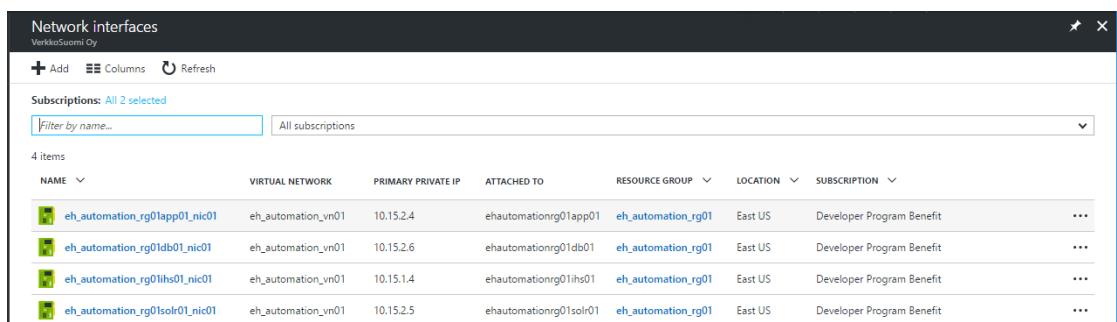 Network interfaces
VerkkoSuomi Oy
Add Columns Refresh
Subscriptions: All 2 selected
Filter by name... All subscriptions
4 items
NAME VIRTUAL NETWORK PRIMARY PRIVATE IP ATTACHED TO RESOURCE GROUP LOCATION SUBSCRIPTION
eh_automation_rg01app01_nic01 eh_automation_vn01 10.15.2.4 ehautomationrg01app01 eh_automation_rg01 East US Developer Program Benefit ...
eh_automation_rg01db01_nic01 eh_automation_vn01 10.15.2.6 ehautomationrg01db01 eh_automation_rg01 East US Developer Program Benefit ...
eh_automation_rg01ihs01_nic01 eh_automation_vn01 10.15.1.4 ehautomationrg01ihs01 eh_automation_rg01 East US Developer Program Benefit ...
eh_automation_rg01solr01_nic01 eh_automation_vn01 10.15.2.5 ehautomationrg01solr01 eh_automation_rg01 East US Developer Program Benefit ...